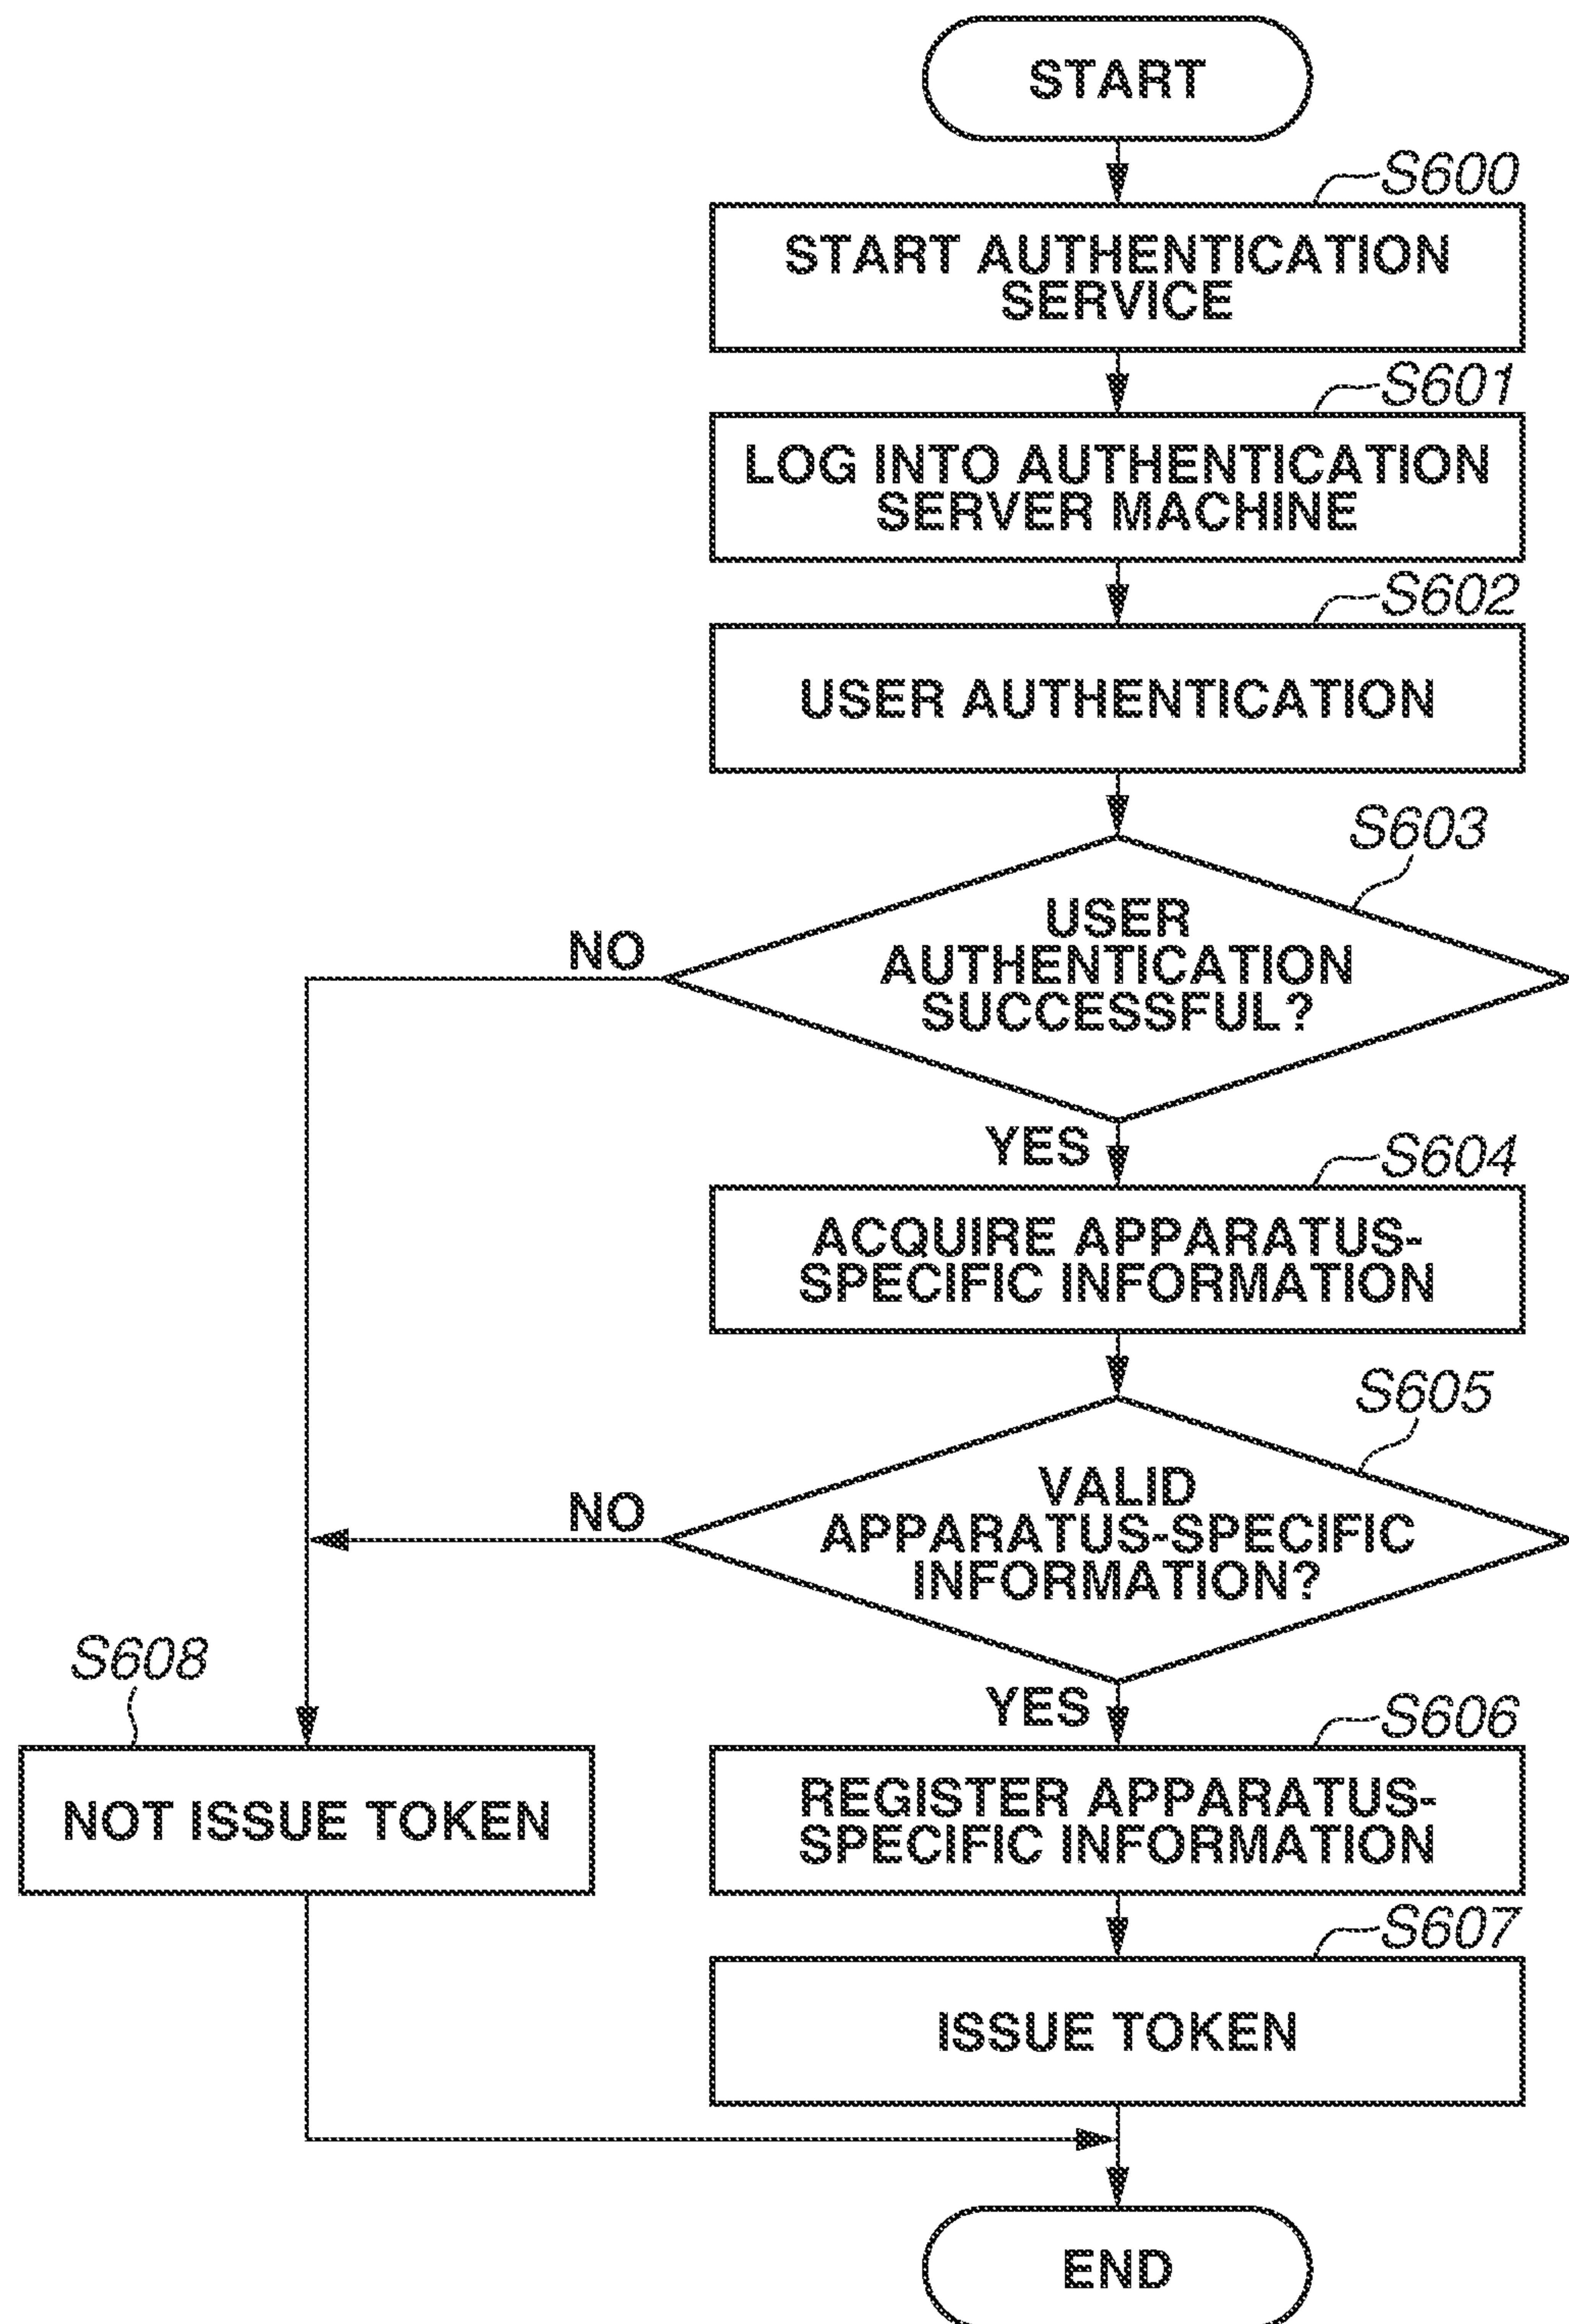 START
S600
START AUTHENTICATION
SERVICE
S601
LOG INTO AUTHENTICATION
SERVER MACHINE
S602
USER AUTHENTICATION
S603
USER
AUTHENTICATION
SUCCESSFUL?
NO
YES
S604
ACQUIRE APPARATUS-
SPECIFIC INFORMATION
S605
VALID
APPARATUS-SPECIFIC
INFORMATION?
NO
YES
S608
NOT ISSUE TOKEN
S606
REGISTER APPARATUS-
SPECIFIC INFORMATION
S607
ISSUE TOKEN
END